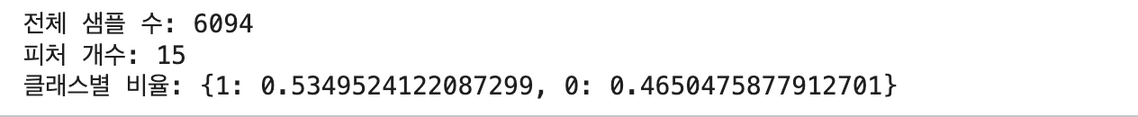 전체 샘플 수: 6094
피처 개수: 15
클래스별 비율: {1: 0.5349524122087299, 0: 0.4650475877912701}